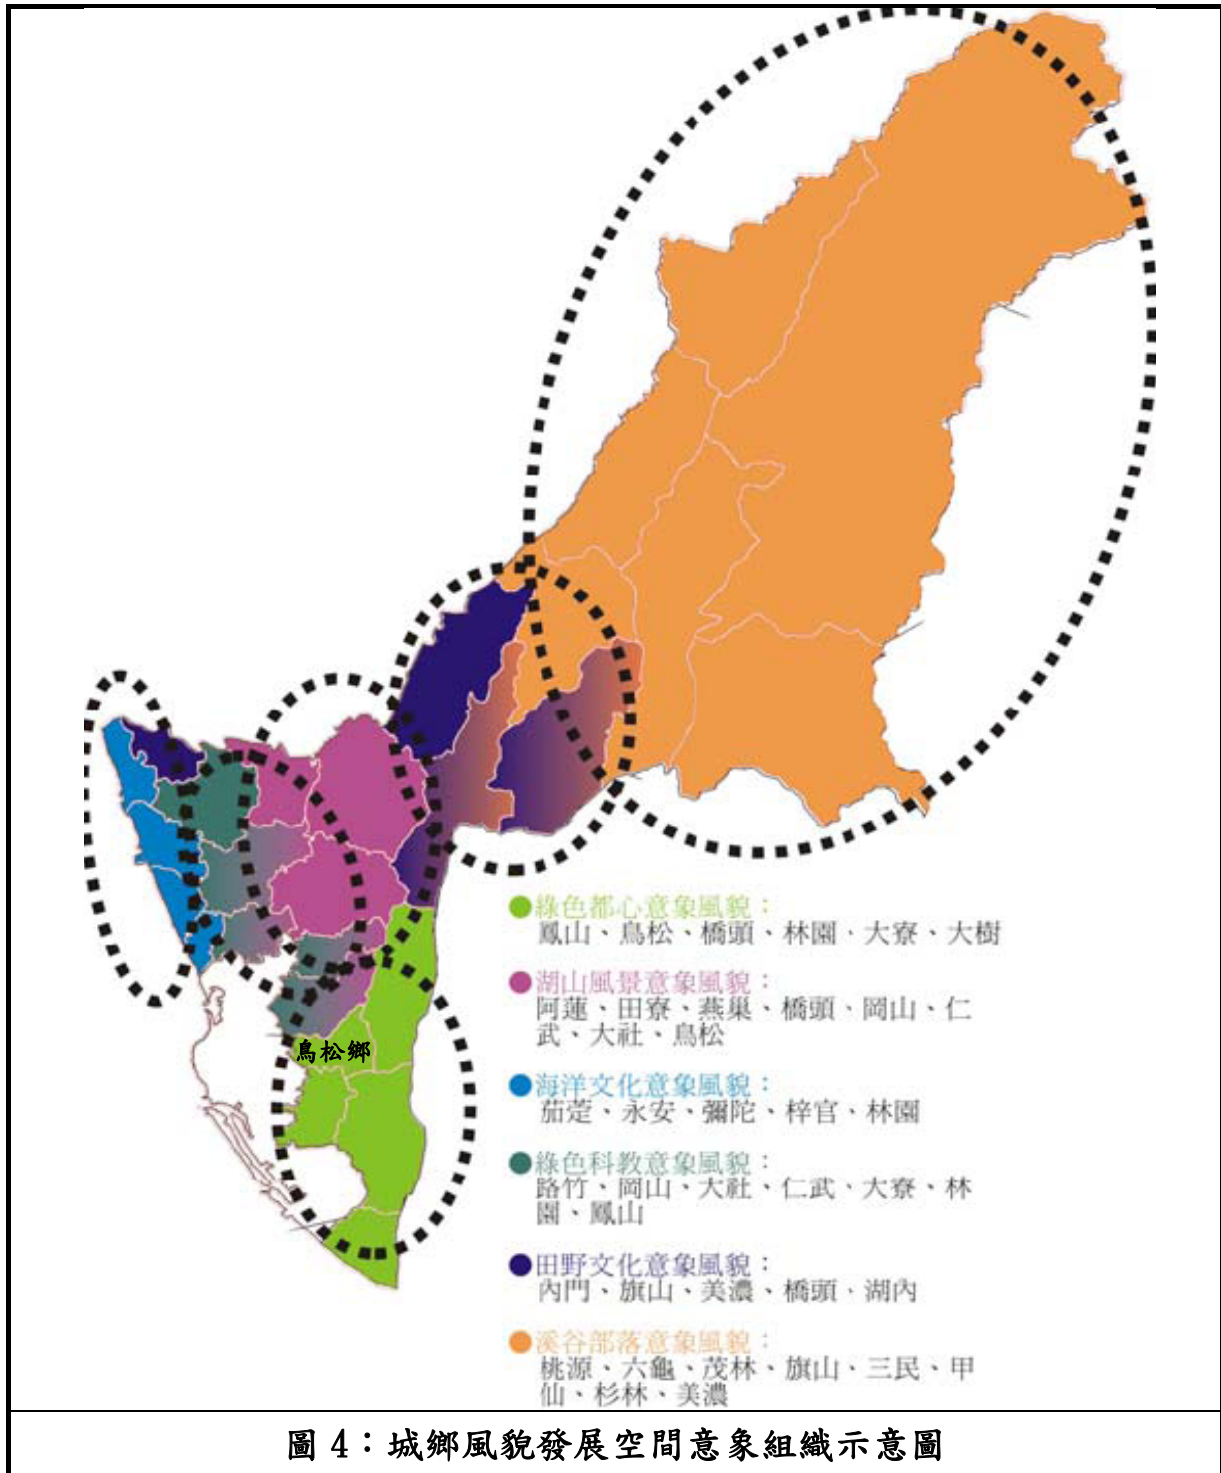 鳥松鄉
●綠色都心意象風貌：
鳳山、鳥松、橋頭、林園、大寮、大樹
●湖山風景意象風貌：
阿蓮、田寮、燕巢、橋頭、岡山、仁
武、大社、鳥松
●海洋文化意象風貌：
茄萣、永安、彌陀、梓官、林園
●綠色科教意象風貌：
路竹、岡山、大社、仁武、大寮、林
園、鳳山
●田野文化意象風貌：
內門、旗山、美濃、橋頭、湖內
●溪谷部落意象風貌：
桃源、六龜、茂林、旗山、三民、甲
仙、杉林、美濃
圖 4：城鄉風貌發展空間意象組織示意圖